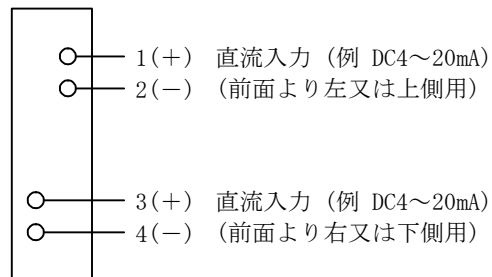 1(+) 直流入力 (例 DC4～20mA)
2(−) (前面より左又は上側用)
3(+) 直流入力 (例 DC4～20mA)
4(−) (前面より右又は下側用)